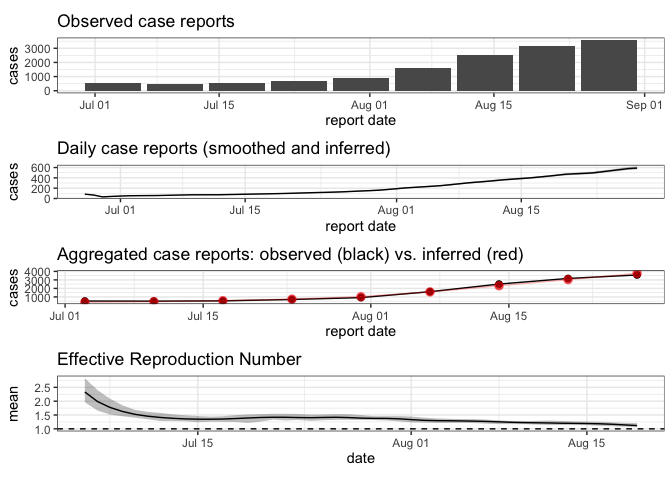 Observed case reports
cases
3000
2000
1000
0
Jul 01 Jul 15 Aug 01 Aug 15 Sep 01
report date
Daily case reports (smoothed and inferred)
cases
600
400
200
0
Jul 01 Jul 15 Aug 01 Aug 15
report date
Aggregated case reports: observed (black) vs. inferred (red)
cases
4000
3000
2000
1000
Jul 01 Jul 15 Aug 01 Aug 15
report date
Effective Reproduction Number
mean
2.5
2.0
1.5
1.0
Jul 15 Aug 01 Aug 15
date